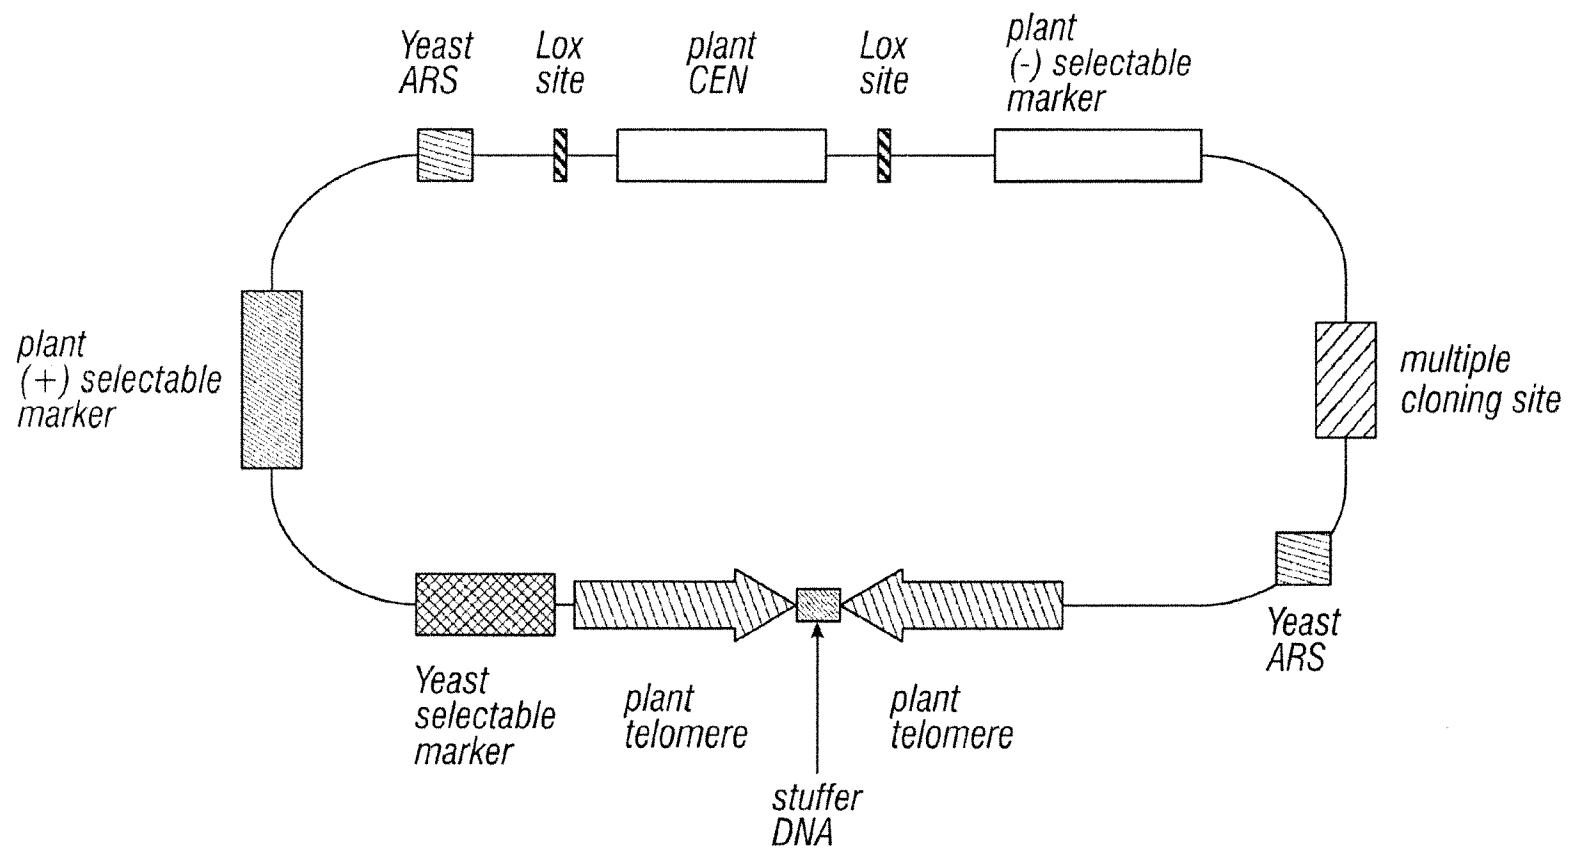 Yeast
ARS
Lox
site
plant
CEN
Lox
site
plant
(-) selectable
marker
plant
(+) selectable
marker
multiple
cloning site
Yeast
selectable
marker
plant
telomere
plant
telomere
Yeast
ARS
stuffer
DNA